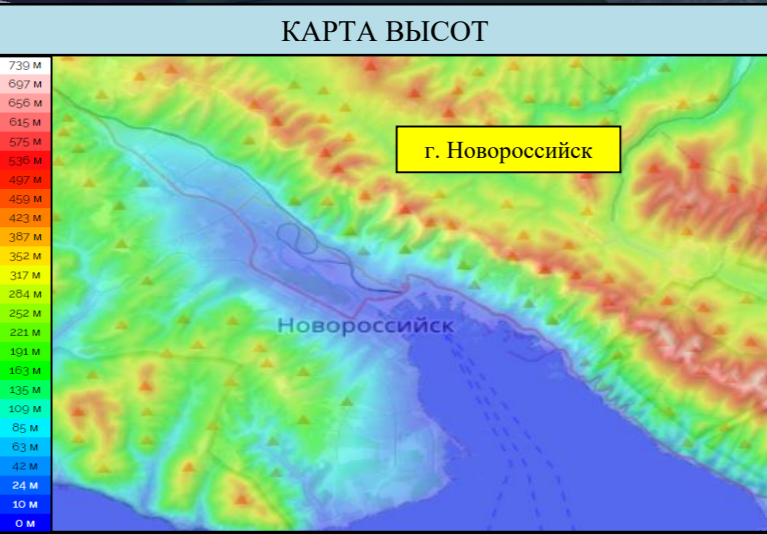 КАРТА ВЫСОТ
739 м
697 м
656 м
615 м
575 м
536 м
497 м
459 м
423 м
387 м
352 м
317 м
284 м
252 м
221 м
191 м
163 м
135 м
109 м
85 м
63 м
42 м
24 м
10 м
0 м
г. Новороссийск
Новороссийск